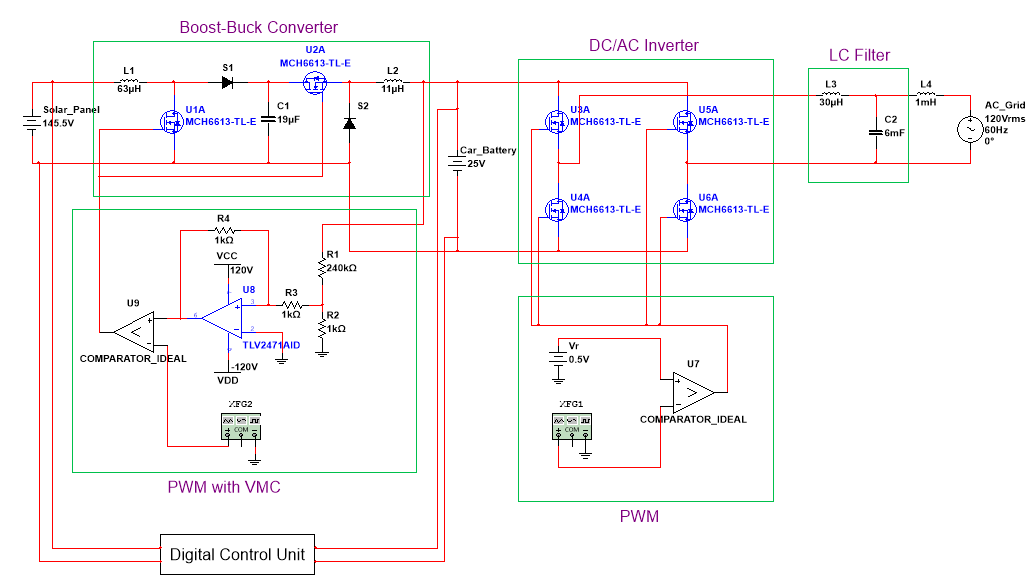 Boost-Buck Converter
U2A
MCH6613-TL-E
L1
63µH
S1
L2
11µH
Solar_Panel
145.5V
U1A
MCH6613-TL-E
C1
19µF
S2
Car_Battery
25V
DC/AC Inverter
U3A
MCH6613-TL-E
U5A
MCH6613-TL-E
U4A
MCH6613-TL-E
U6A
MCH6613-TL-E
LC Filter
L3
30µH
L4
1mH
C2
6mF
AC_Grid
120Vrms
60Hz
0°
R4
1kΩ
VCC
120V
U8
3
2
6
TLV2471AID
-120V
VDD
R3
1kΩ
R1
240kΩ
R2
1kΩ
U9
COMPARATOR_IDEAL
XFG2
COM
PWM with VMC
Vr
0.5V
U7
COMPARATOR_IDEAL
XFG1
COM
PWM
Digital Control Unit